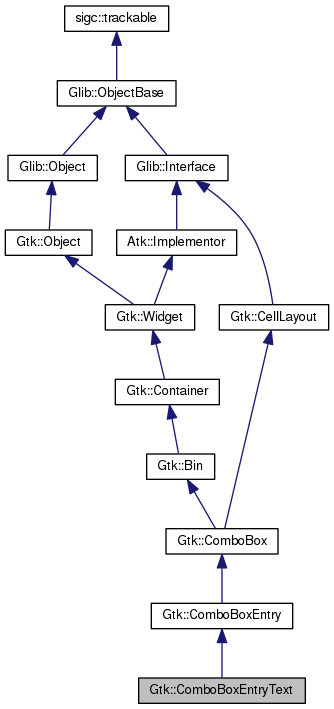 sigc::trackable
Glib::ObjectBase
Glib::Object
Glib::Interface
Gtk::Object
Atk::Implementor
Gtk::Widget
Gtk::CellLayout
Gtk::Container
Gtk::Bin
Gtk::ComboBox
Gtk::ComboBoxEntry
Gtk::ComboBoxEntryText